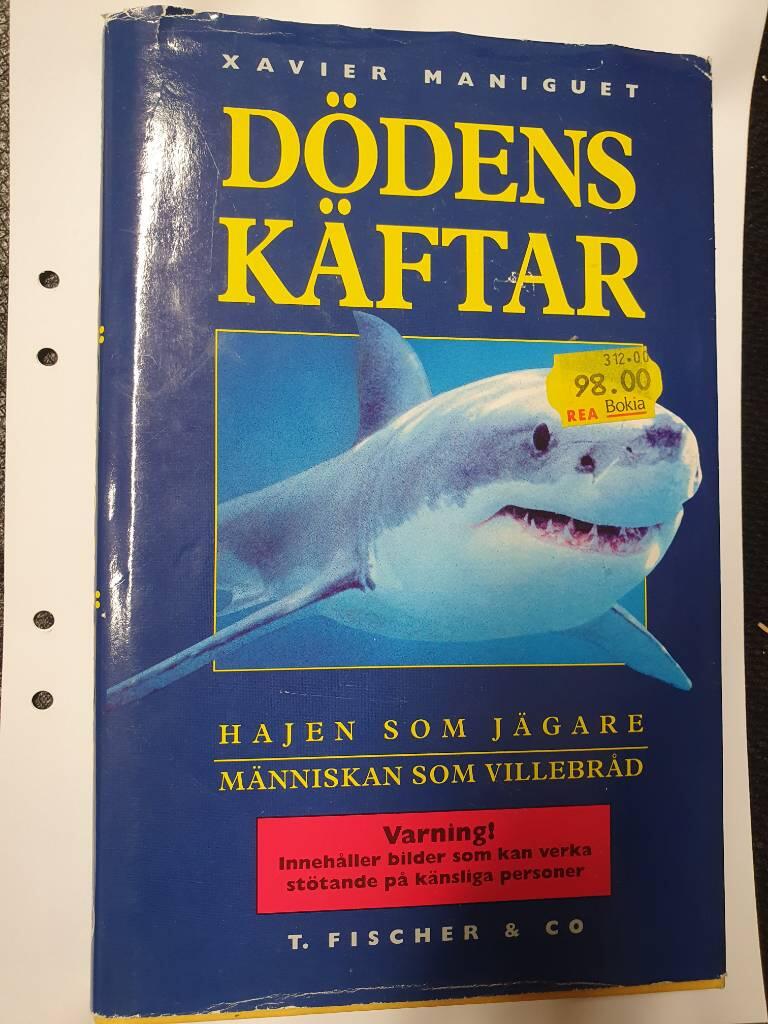 XAVIER MANIGUET
DÖDENS
KÄFTAR
312.00
98.00
REA Bokia
HAJEN SOM JÄGARE
MÄNNISKAN SOM VILLEBRÅD
Varning!
Innehåller bilder som kan verka
stötande på känsliga personer
T. FISCHER & CO